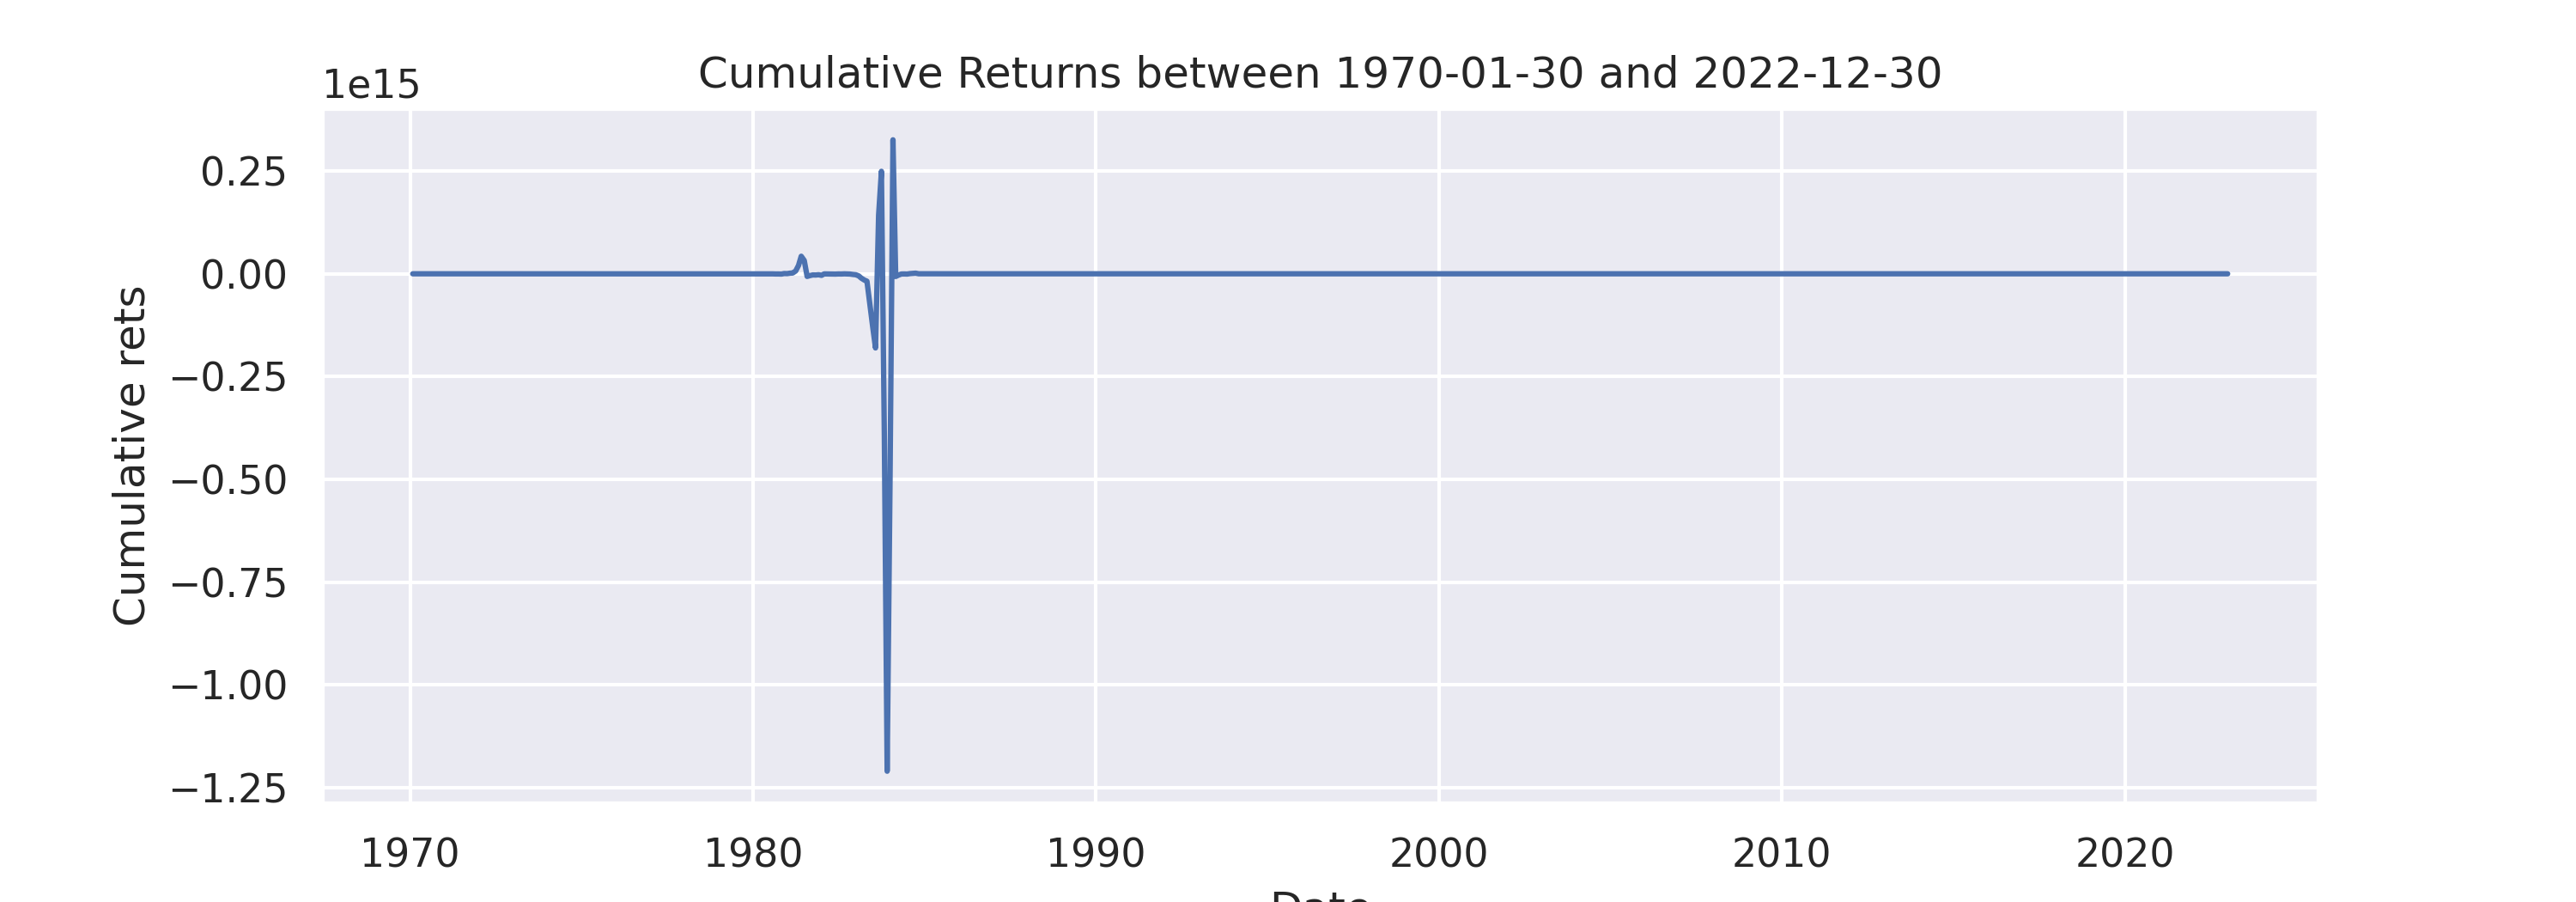 Cumulative Returns between 1970-01-30 and 2022-12-30
1e15
0.25
0.00
−0.25
−0.50
−0.75
−1.00
−1.25
Cumulative rets
1970 1980 1990 2000 2010 2020
Date